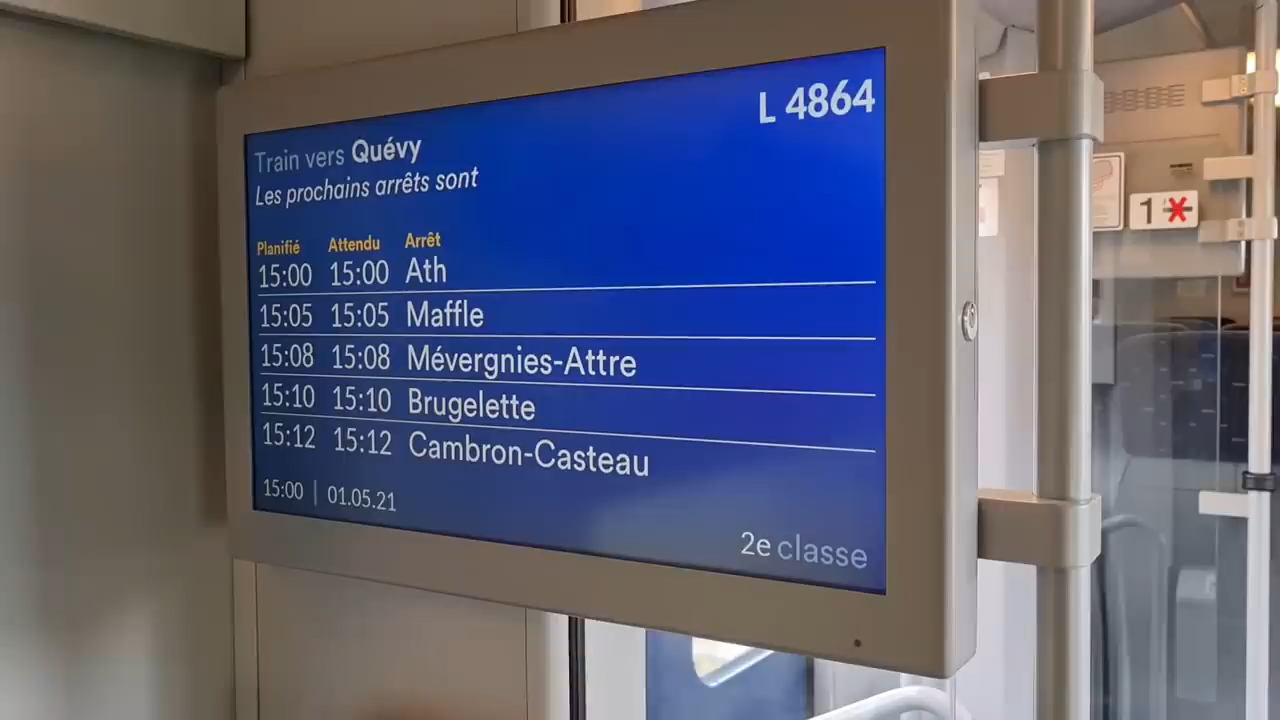 L 4864
Train vers Quévy
Les prochains arrêts sont
Planifié Attendu Arrêt
15:00 15:00 Ath
15:05 15:05 Maffle
15:08 15:08 Mévergnies-Attre
15:10 15:10 Brugelette
15:12 15:12 Cambron-Casteau
15:00 | 01.05.21
2e classe
1